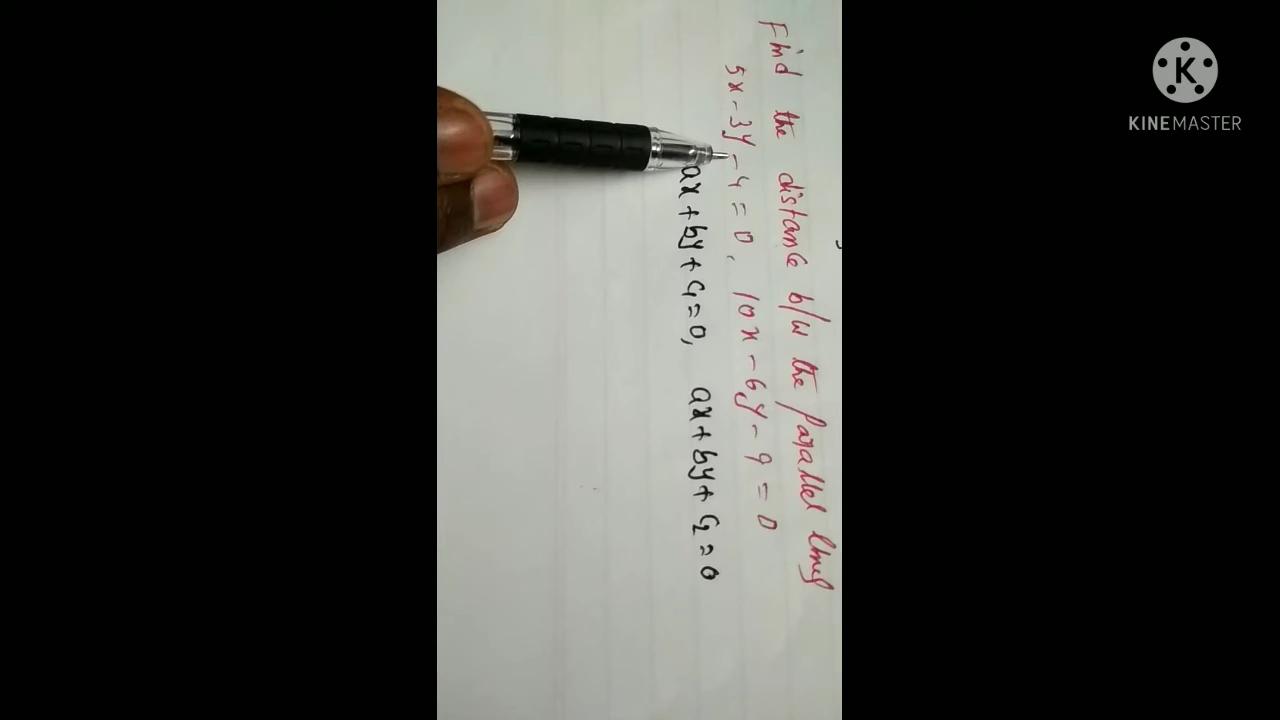 Find the distance b/w the parallel lines
5x - 3y - 4 = 0, 10x - 6y - 9 = 0
ax + by + c₁ = 0, ax + by + c₂ = 0
KINEMASTER